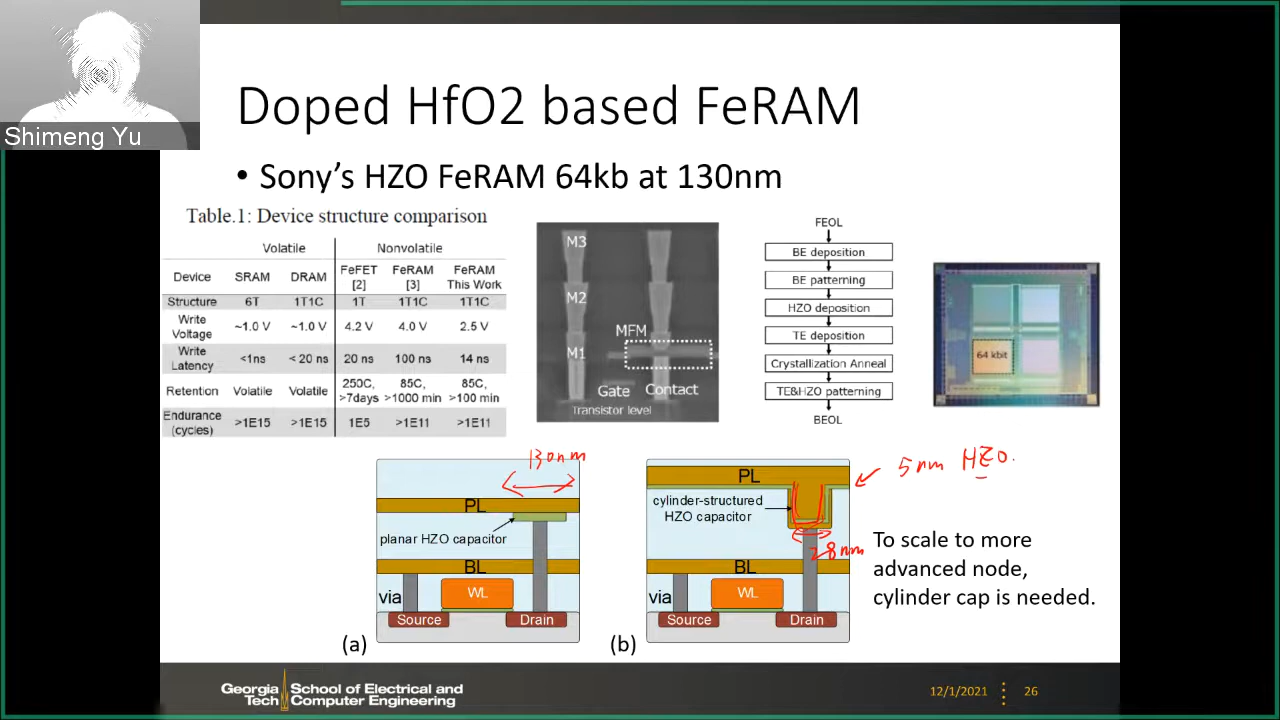 Shimeng Yu
Doped HfO2 based FeRAM
• Sony's HZO FeRAM 64kb at 130nm
Table.1: Device structure comparison
Volatile Nonvolatile
Device SRAM DRAM FeFET [2] FeRAM [3] FeRAM This Work
Structure 6T 1T1C 1T 1T1C 1T1C
Write Voltage ~1.0 V ~1.0 V 4.2 V 4.0 V 2.5 V
Write Latency <1ns < 20 ns 20 ns 100 ns 14 ns
Retention Volatile Volatile 250C, >7days 85C, >1000 min 85C, >100 min
Endurance (cycles) >1E15 >1E15 1E5 >1E11 >1E11
M3
M2
MFM
M1
Gate Contact
Transistor level
FEOL
BE deposition
BE patterning
HZO deposition
TE deposition
Crystallization Anneal
TE&HZO patterning
BEOL
64 kbit
130nm
PL
planar HZO capacitor
BL
via
WL
Source Drain
(a)
PL
cylinder-structured
HZO capacitor
28nm
BL
via
WL
Source Drain
(b)
5nm HZO.
To scale to more
advanced node,
cylinder cap is needed.
Georgia Tech
School of Electrical and
Computer Engineering
12/1/2021 26